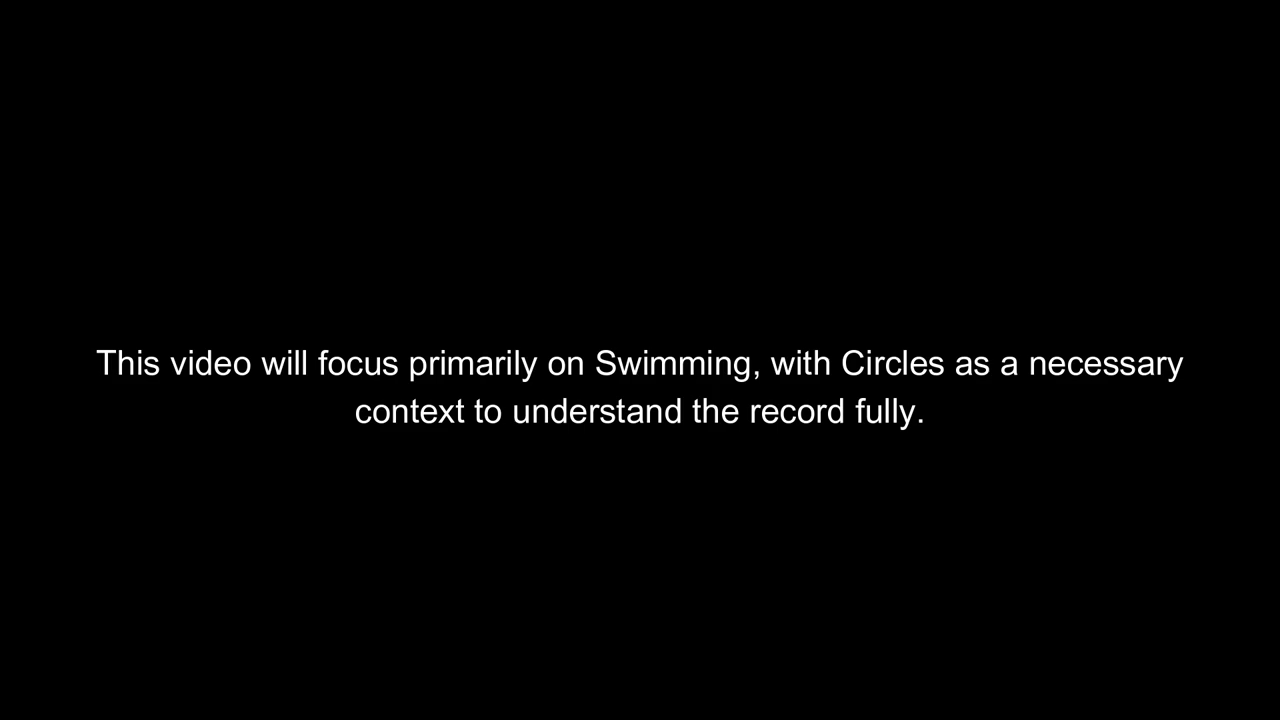 This video will focus primarily on Swimming, with Circles as a necessary
context to understand the record fully.